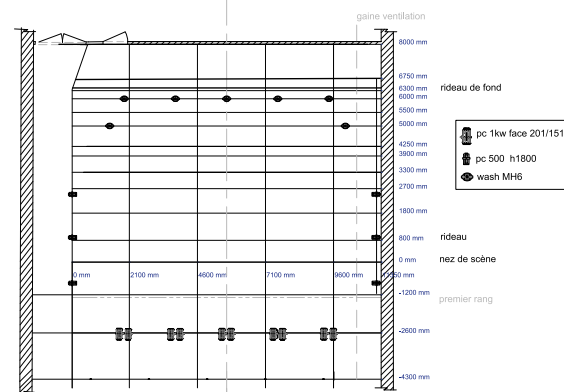 gaine ventilation
8000 mm
6750 mm
6300 mm
rideau de fond
6000 mm
5500 mm
5000 mm
4250 mm
3900 mm
3300 mm
2700 mm
1800 mm
800 mm
rideau
0 mm
nez de scène
0 mm
2100 mm
4600 mm
7100 mm
9600 mm
-1200 mm
premier rang
-2600 mm
-4300 mm
pc 1kw face 201/151
pc 500 h1800
wash MH6